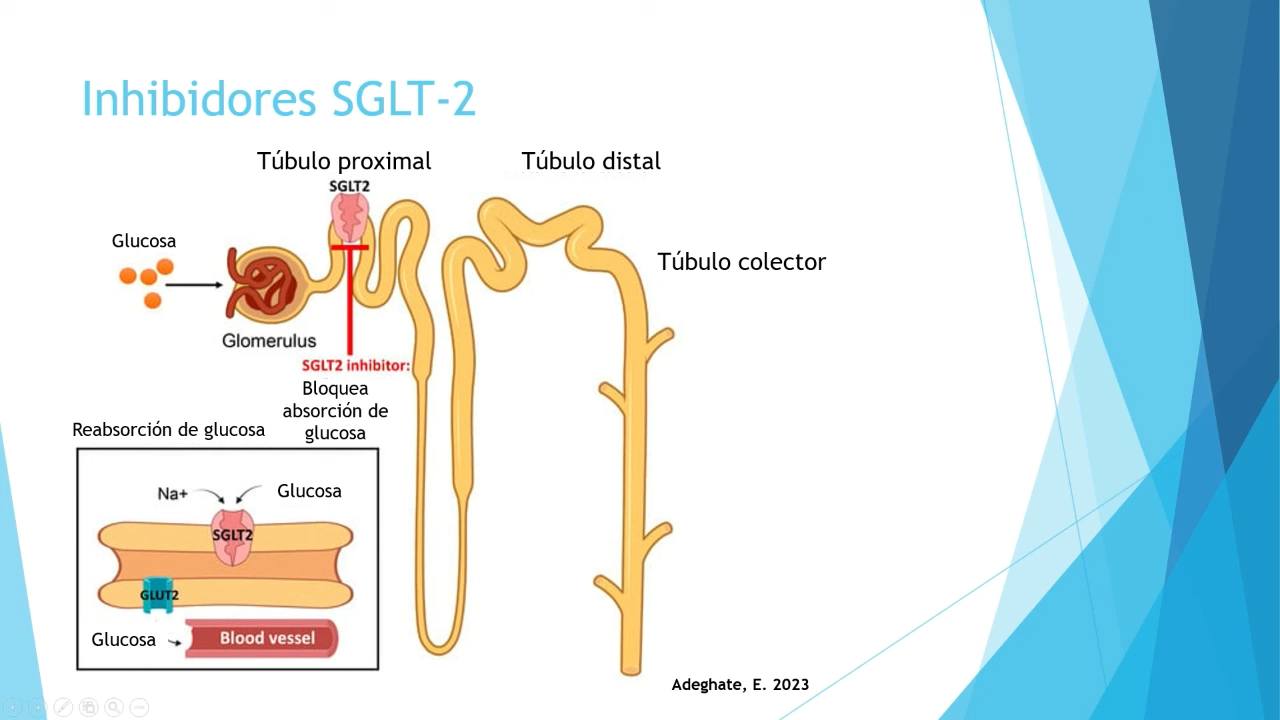 Inhibidores SGLT-2
Túbulo proximal
Túbulo distal
SGLT2
Glucosa
Túbulo colector
Glomerulus
SGLT2 inhibitor:
Bloquea
absorción de
glucosa
Reabsorción de glucosa
Na+
Glucosa
SGLT2
GLUT2
Glucosa
Blood vessel
Adeghate, E. 2023